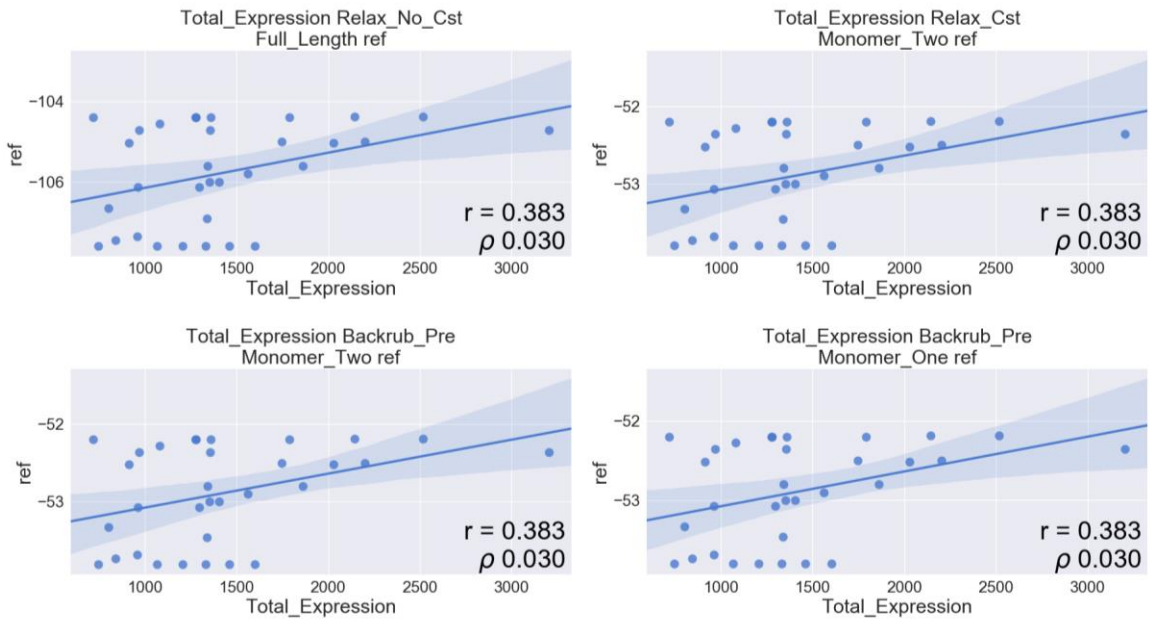 Total_Expression Relax_No_Cst
Full_Length ref
ref
−104
−106
1000 1500 2000 2500 3000
Total_Expression
r = 0.383
ρ 0.030
Total_Expression Relax_Cst
Monomer_Two ref
ref
−52
−53
1000 1500 2000 2500 3000
Total_Expression
r = 0.383
ρ 0.030
Total_Expression Backrub_Pre
Monomer_Two ref
ref
−52
−53
1000 1500 2000 2500 3000
Total_Expression
r = 0.383
ρ 0.030
Total_Expression Backrub_Pre
Monomer_One ref
ref
−52
−53
1000 1500 2000 2500 3000
Total_Expression
r = 0.383
ρ 0.030